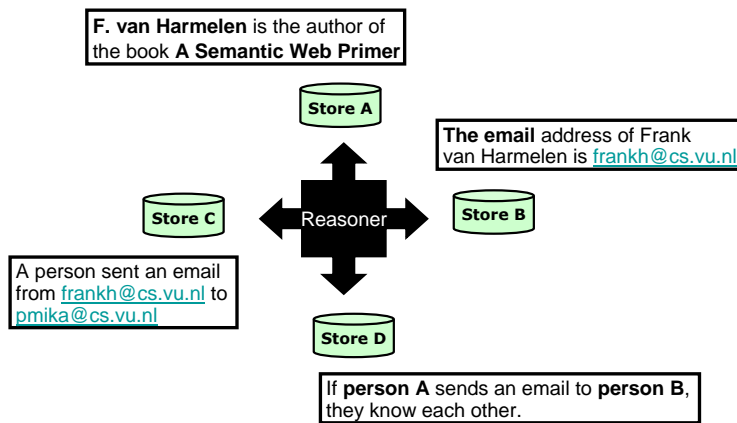 F. van Harmelen is the author of
the book A Semantic Web Primer
Store A
The email address of Frank
van Harmelen is frankh@cs.vu.nl
Store C
Reasoner
Store B
A person sent an email
from frankh@cs.vu.nl to
pmika@cs.vu.nl
Store D
If person A sends an email to person B,
they know each other.